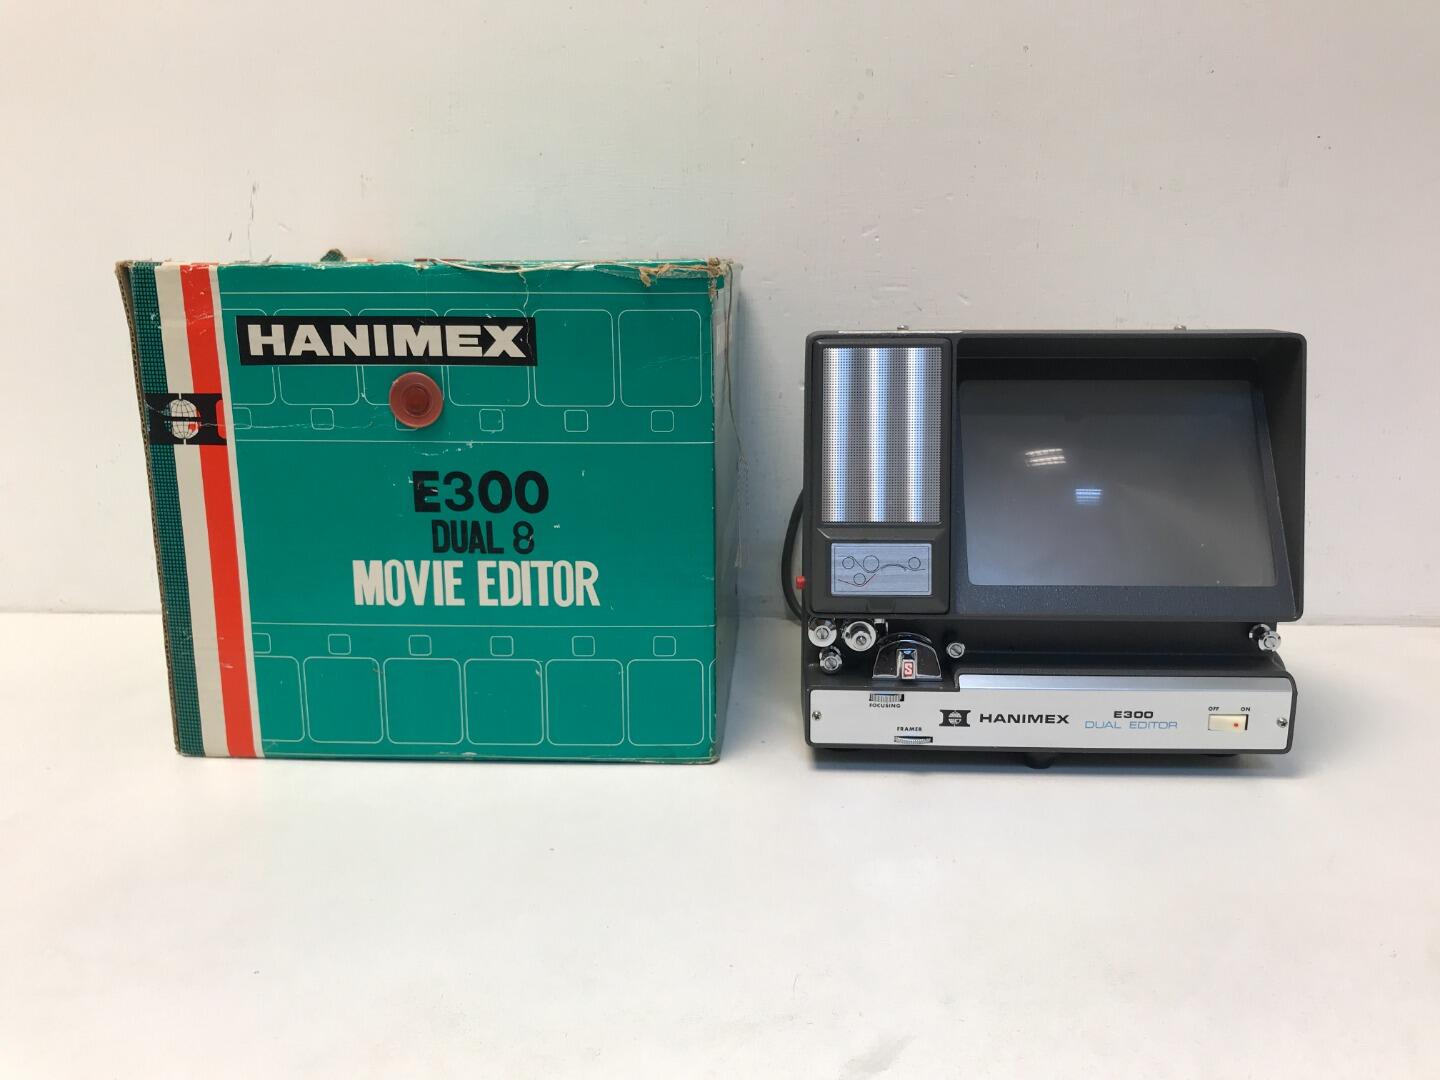 HANIMEX
E300
DUAL 8
MOVIE EDITOR
S
FOCUSING
FRAMER
H HANIMEX
E300
DUAL EDITOR
OFF ON